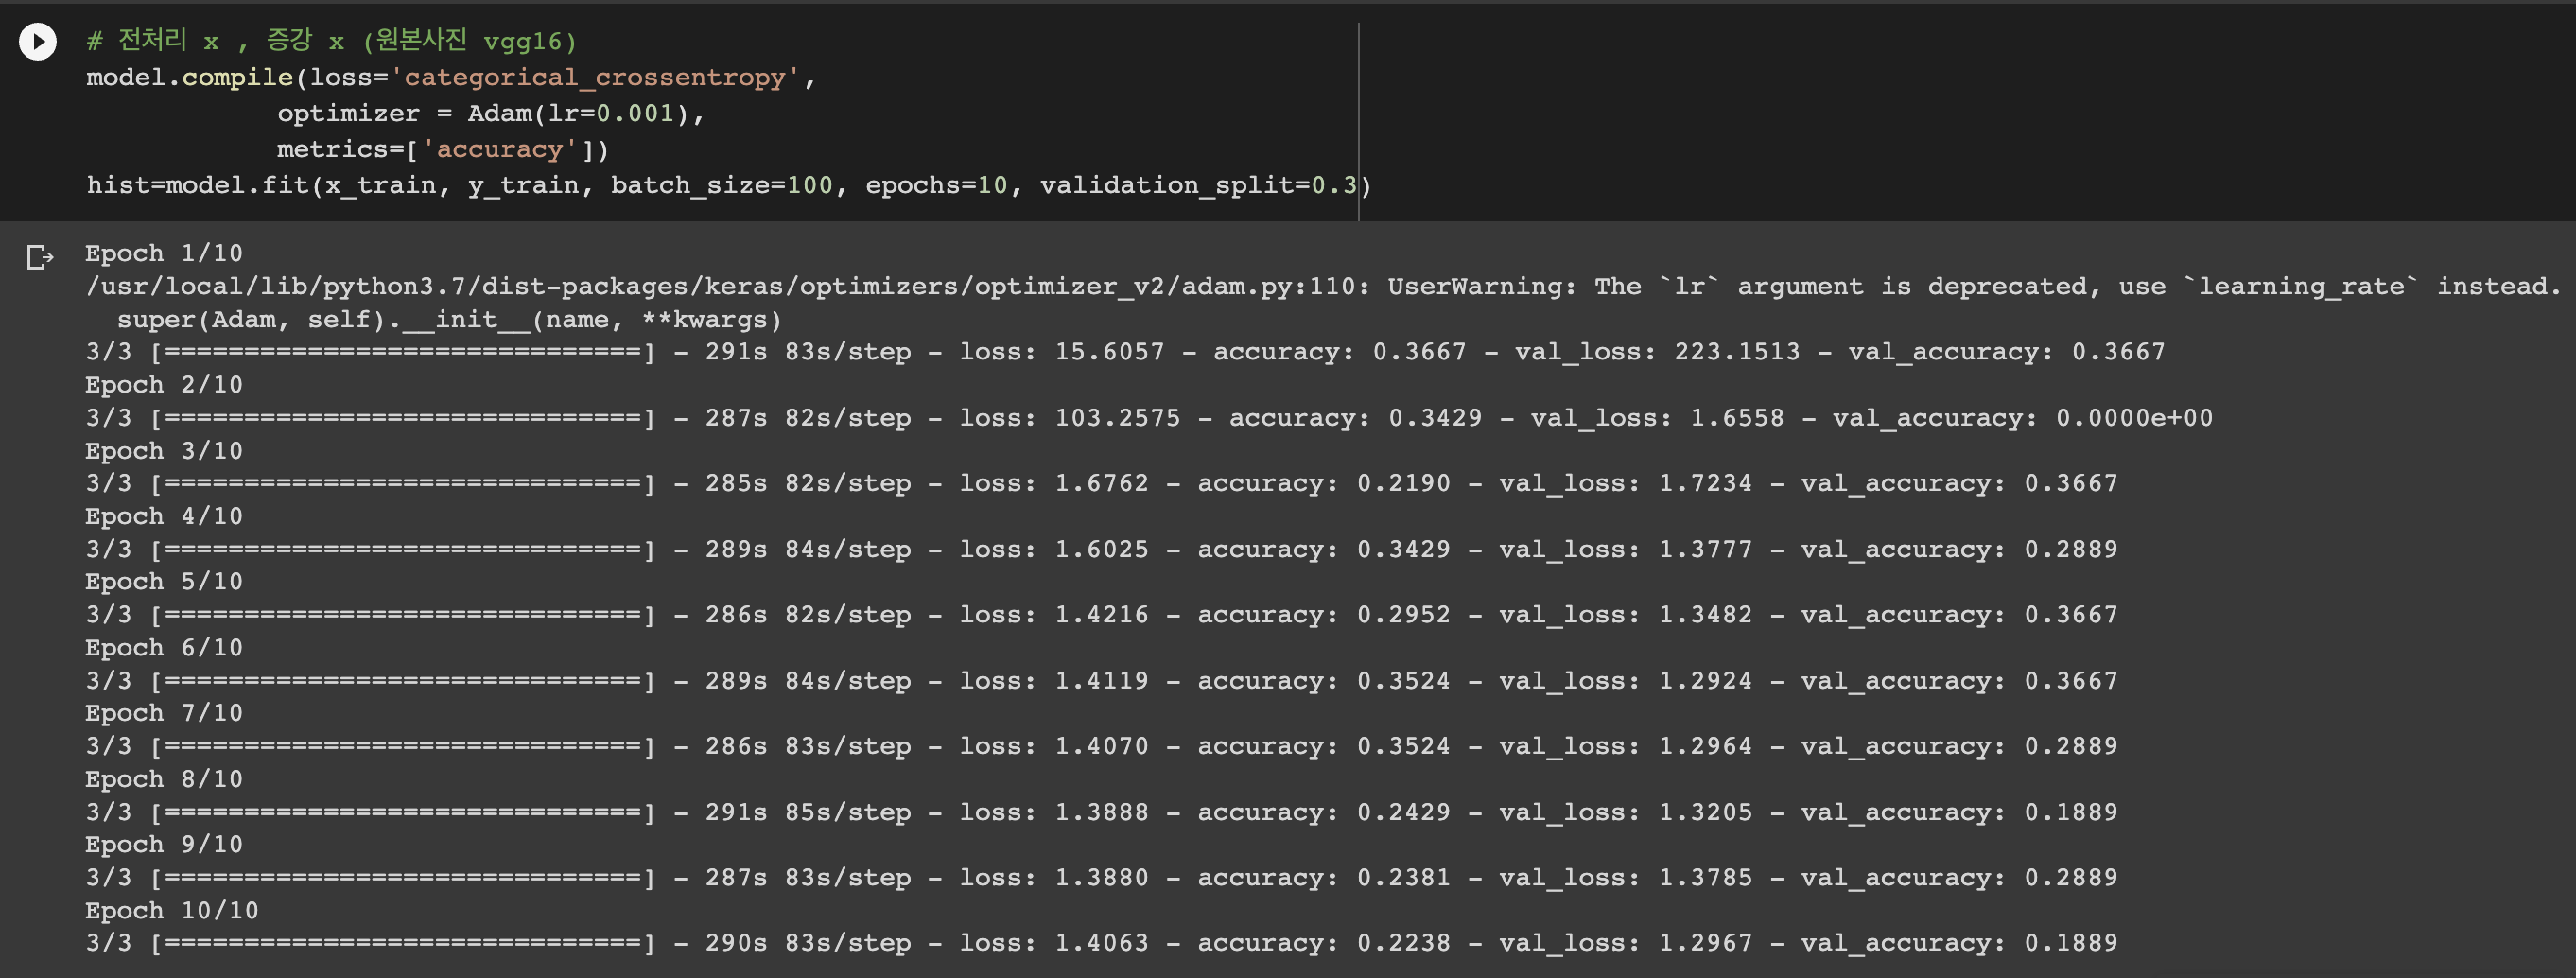 # 전처리 x , 증강 x (원본사진 vgg16)
model.compile(loss='categorical_crossentropy',
            optimizer = Adam(lr=0.001),
            metrics=['accuracy'])
hist=model.fit(x_train, y_train, batch_size=100, epochs=10, validation_split=0.3)
Epoch 1/10
/usr/local/lib/python3.7/dist-packages/keras/optimizers/optimizer_v2/adam.py:110: UserWarning: The `lr` argument is deprecated, use `learning_rate` instead.
  super(Adam, self).__init__(name, **kwargs)
3/3 [==============================] - 291s 83s/step - loss: 15.6057 - accuracy: 0.3667 - val_loss: 223.1513 - val_accuracy: 0.3667
Epoch 2/10
3/3 [==============================] - 287s 82s/step - loss: 103.2575 - accuracy: 0.3429 - val_loss: 1.6558 - val_accuracy: 0.0000e+00
Epoch 3/10
3/3 [==============================] - 285s 82s/step - loss: 1.6762 - accuracy: 0.2190 - val_loss: 1.7234 - val_accuracy: 0.3667
Epoch 4/10
3/3 [==============================] - 289s 84s/step - loss: 1.6025 - accuracy: 0.3429 - val_loss: 1.3777 - val_accuracy: 0.2889
Epoch 5/10
3/3 [==============================] - 286s 82s/step - loss: 1.4216 - accuracy: 0.2952 - val_loss: 1.3482 - val_accuracy: 0.3667
Epoch 6/10
3/3 [==============================] - 289s 84s/step - loss: 1.4119 - accuracy: 0.3524 - val_loss: 1.2924 - val_accuracy: 0.3667
Epoch 7/10
3/3 [==============================] - 286s 83s/step - loss: 1.4070 - accuracy: 0.3524 - val_loss: 1.2964 - val_accuracy: 0.2889
Epoch 8/10
3/3 [==============================] - 291s 85s/step - loss: 1.3888 - accuracy: 0.2429 - val_loss: 1.3205 - val_accuracy: 0.1889
Epoch 9/10
3/3 [==============================] - 287s 83s/step - loss: 1.3880 - accuracy: 0.2381 - val_loss: 1.3785 - val_accuracy: 0.2889
Epoch 10/10
3/3 [==============================] - 290s 83s/step - loss: 1.4063 - accuracy: 0.2238 - val_loss: 1.2967 - val_accuracy: 0.1889